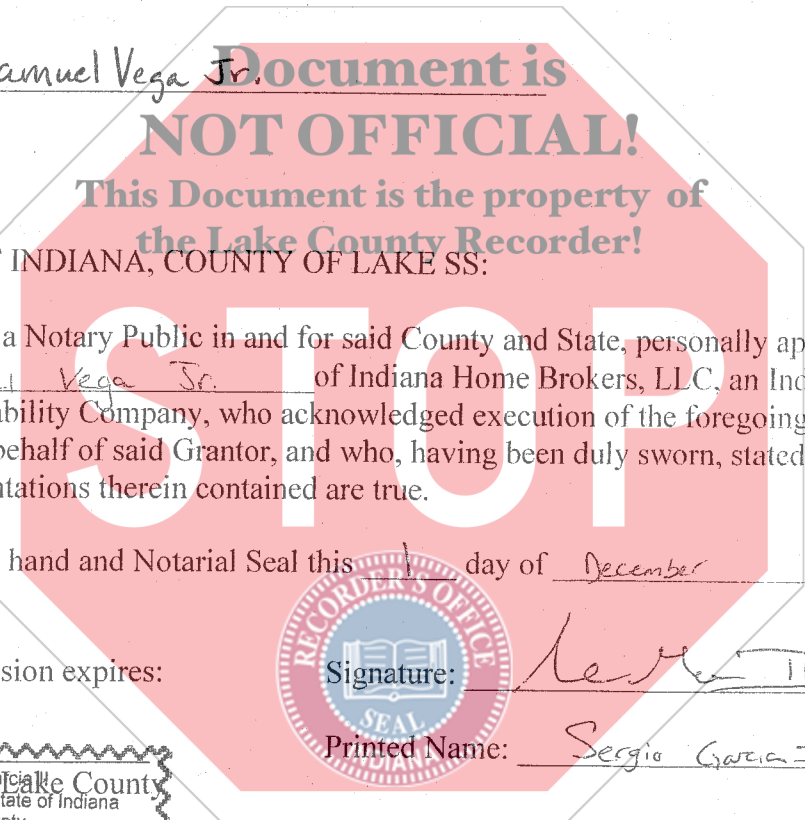 amuel Vega Jr.
Document is
NOT OFFICIAL!
This Document is the property of
the Lake County Recorder!
INDIANA, COUNTY OF LAKE SS:
STOP
a Notary Public in and for said County and State, personally ap
Vega Jr. of Indiana Home Brokers, LLC, an Ind
ability Company, who acknowledged execution of the foregoing
behalf of said Grantor, and who, having been duly sworn, stated
ntations therein contained are true.
hand and Notarial Seal this 1 day of December
RECORDER'S OFFICE
SEAL
INDIANA
sion expires: Signature:
Printed Name: Sergio Garcia
Lake County
tate of Indiana